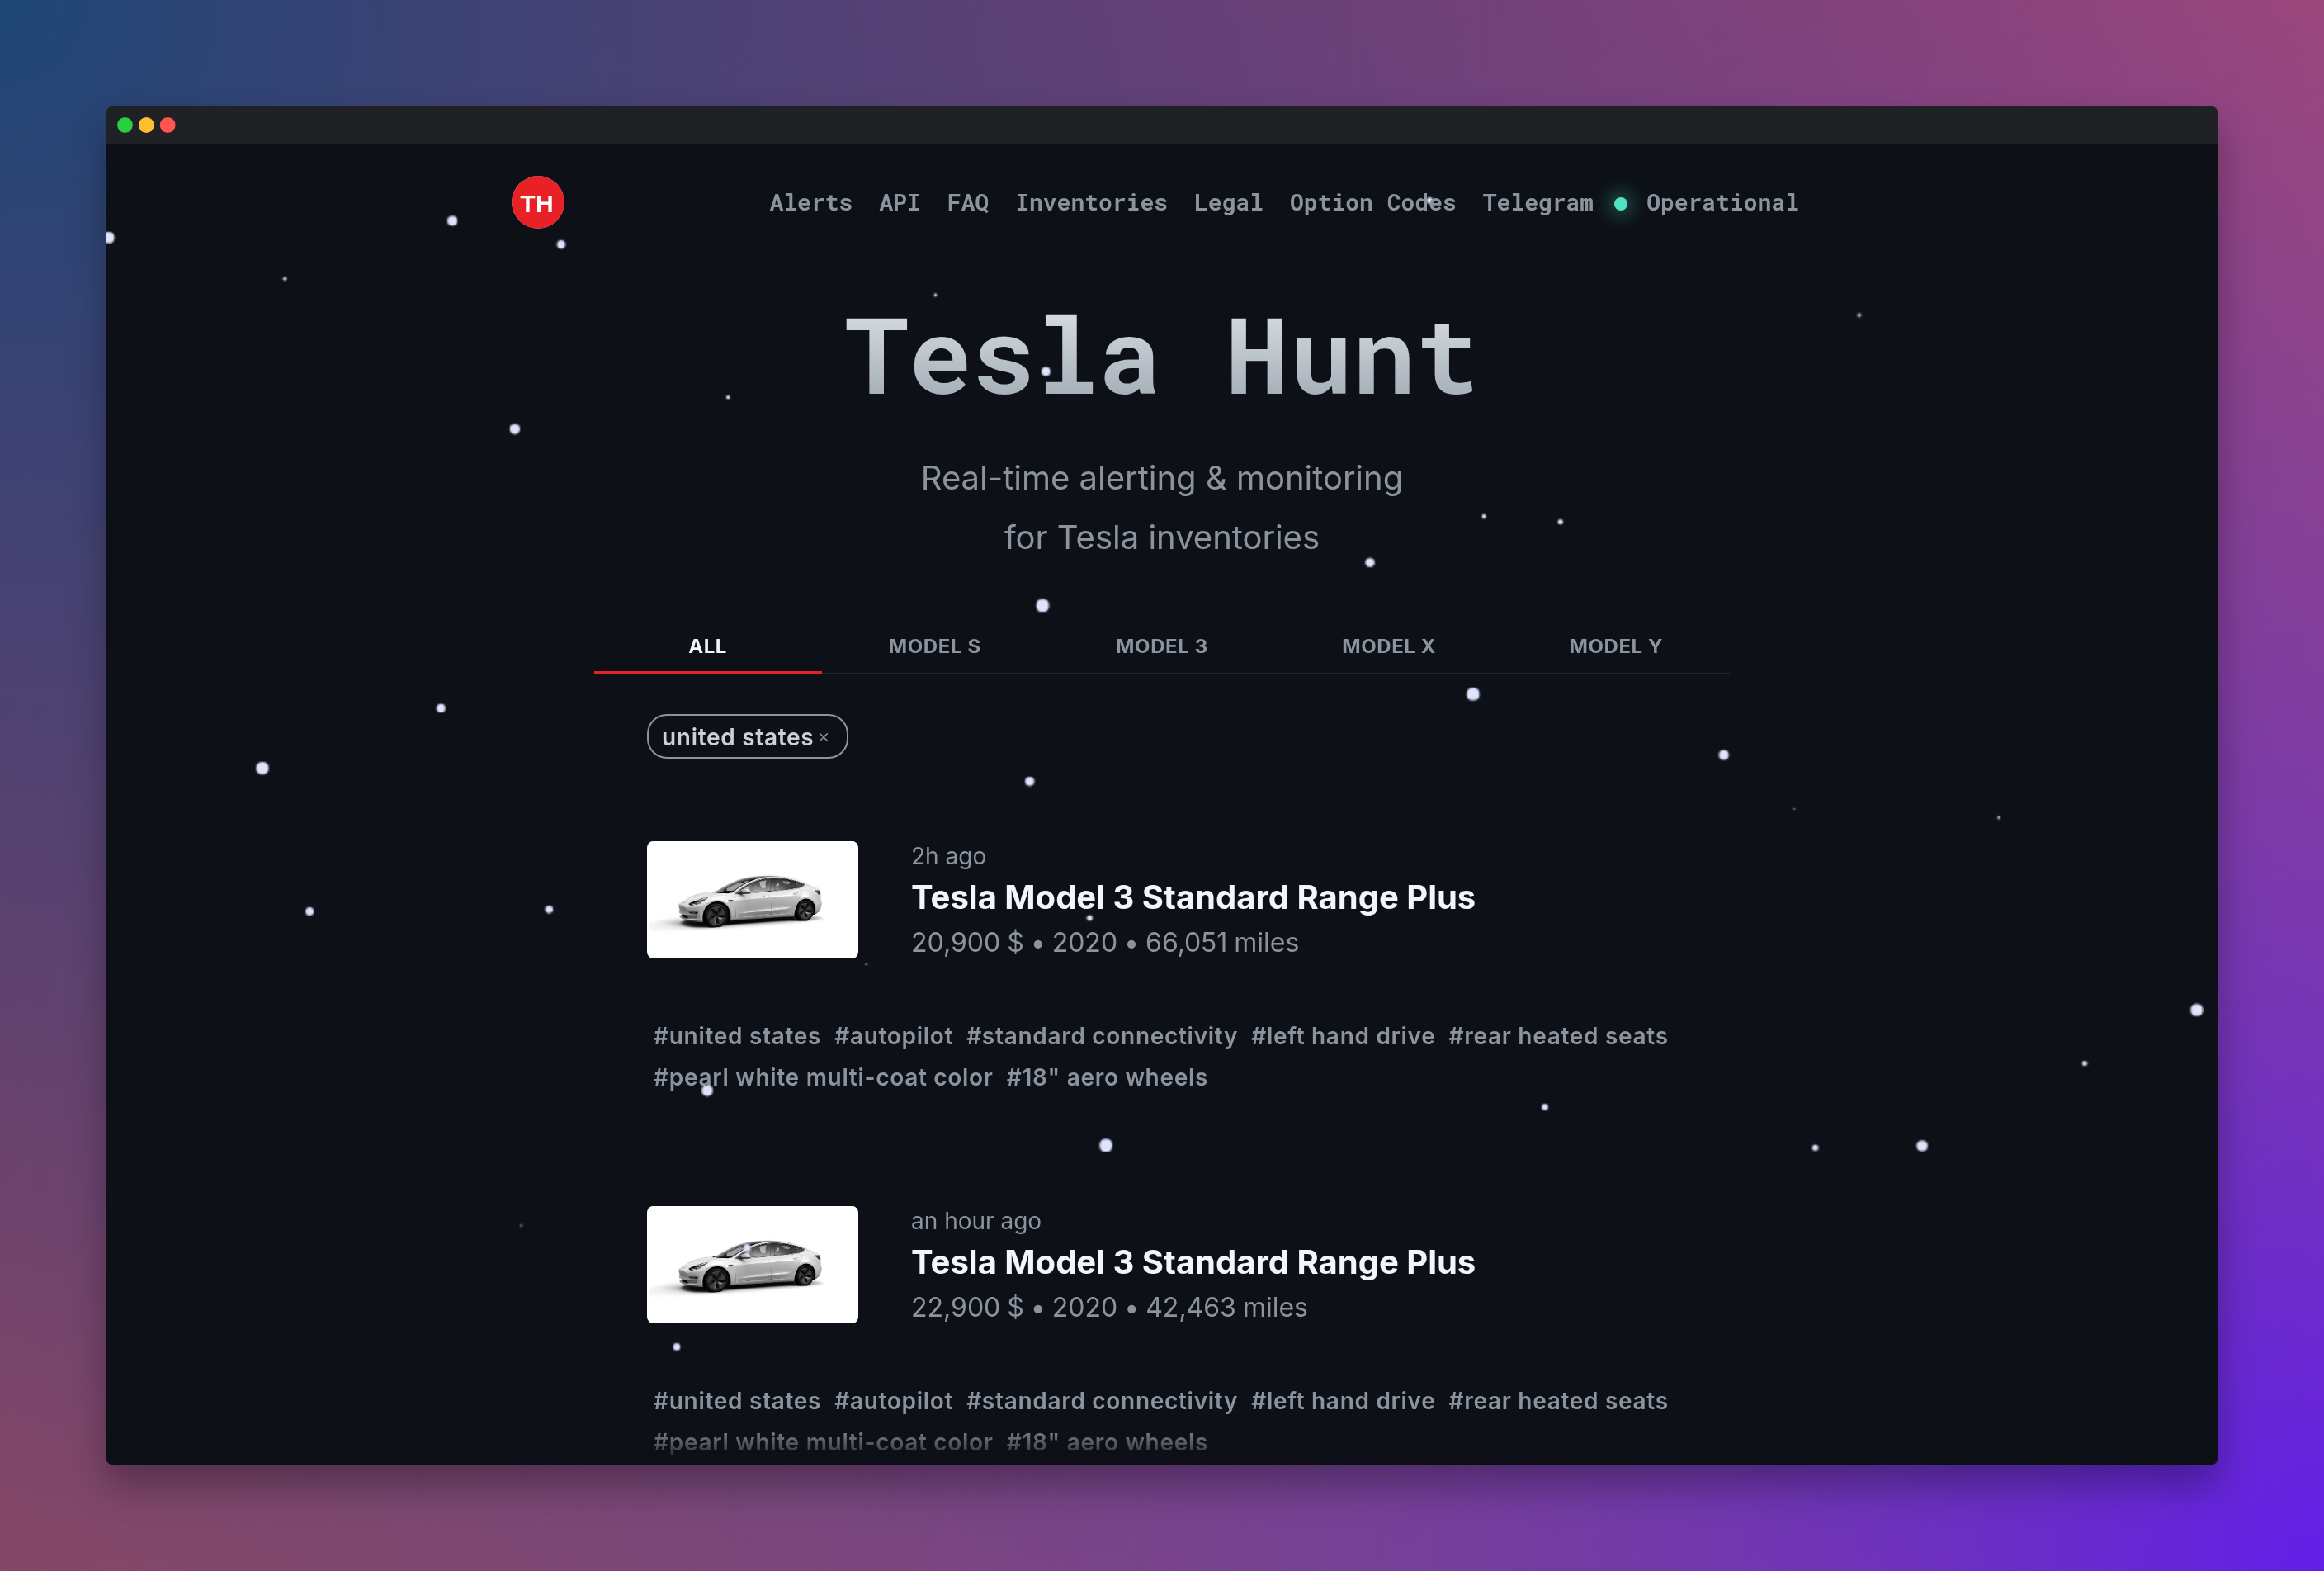 TH
Alerts API FAQ Inventories Legal Option Codes Telegram Operational
Tesla Hunt
Real-time alerting & monitoring
for Tesla inventories
ALL MODEL S MODEL 3 MODEL X MODEL Y
united states ×
2h ago
Tesla Model 3 Standard Range Plus
20,900 $ • 2020 • 66,051 miles
#united states #autopilot #standard connectivity #left hand drive #rear heated seats
#pearl white multi-coat color #18" aero wheels
an hour ago
Tesla Model 3 Standard Range Plus
22,900 $ • 2020 • 42,463 miles
#united states #autopilot #standard connectivity #left hand drive #rear heated seats
#pearl white multi-coat color #18" aero wheels